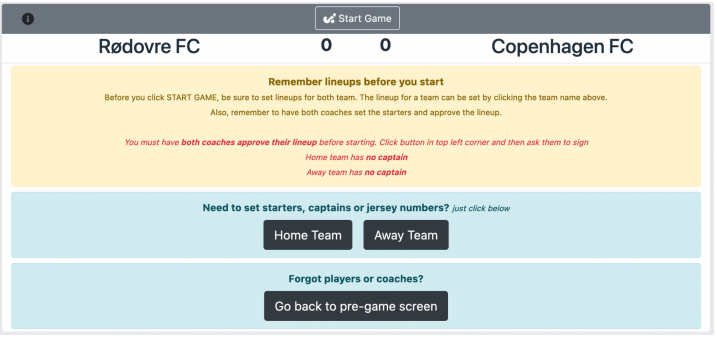 Start Game
Rødovre FC 0 0 Copenhagen FC
Remember lineups before you start
Before you click START GAME, be sure to set lineups for both team. The lineup for a team can be set by clicking the team name above.
Also, remember to have both coaches set the starters and approve the lineup.
You must have both coaches approve their lineup before starting. Click button in top left corner and then ask them to sign
Home team has no captain
Away team has no captain
Need to set starters, captains or jersey numbers? just click below
Home Team Away Team
Forgot players or coaches?
Go back to pre-game screen